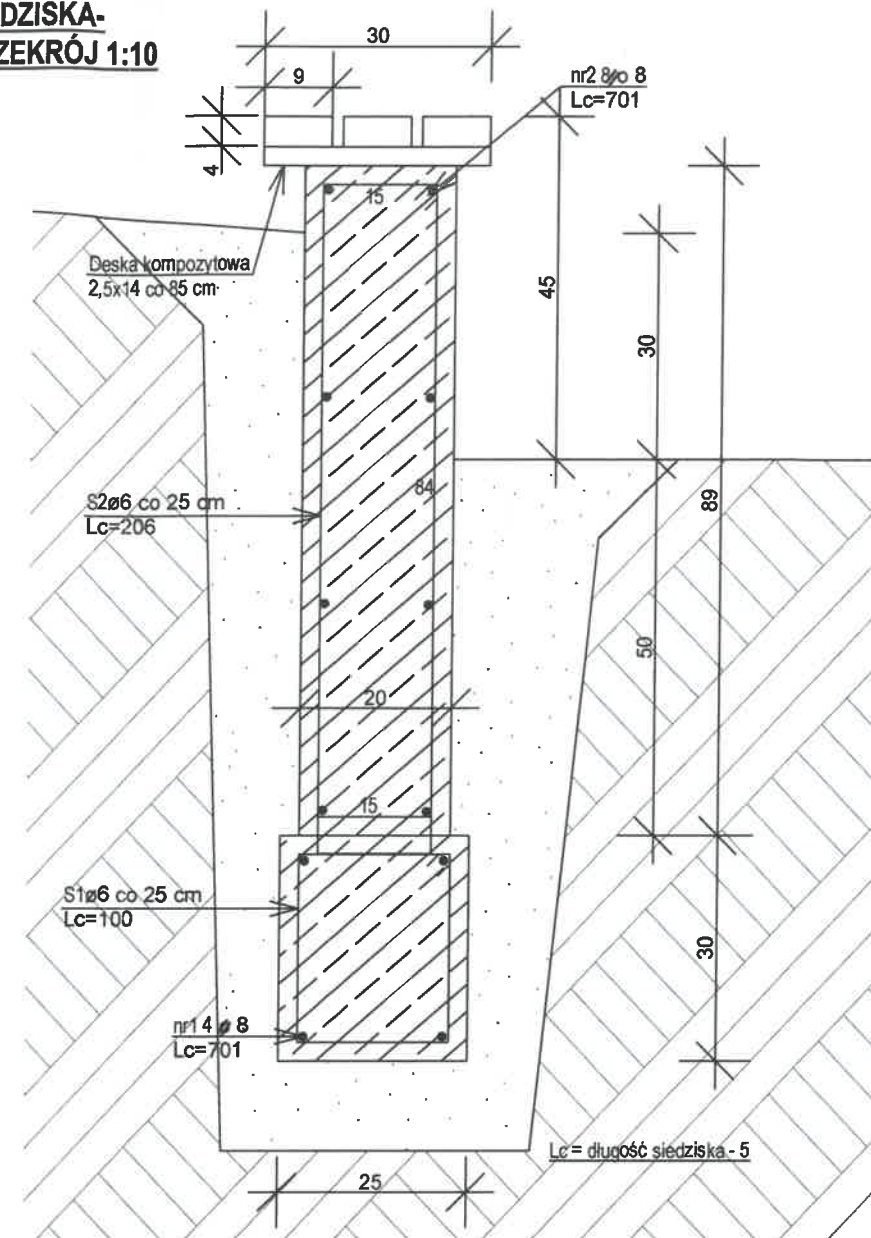 DZISKA-
ZEKRÓJ 1:10
30
9
nr2 8ø 8
Lc=701
4
15
Deska kompozytowa
2,5x14 co 85 cm
45
30
84
89
S2ø6 co 25 cm
Lc=206
50
20
15
S1ø6 co 25 cm
Lc=100
30
nr1 4 ø 8
Lc=701
Lc = długość siedziska - 5
25